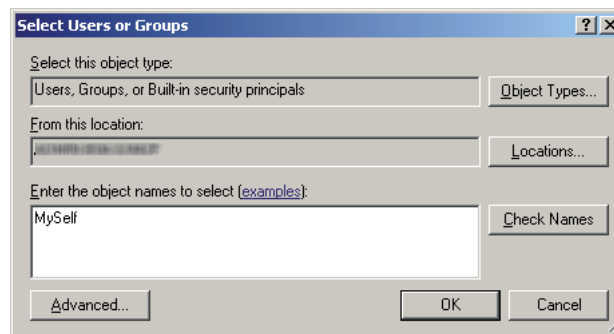 Select Users or Groups
Select this object type:
Users, Groups, or Built-in security principals
Object Types...
From this location:
Locations...
Enter the object names to select (examples):
MySelf
Check Names
Advanced...
OK
Cancel